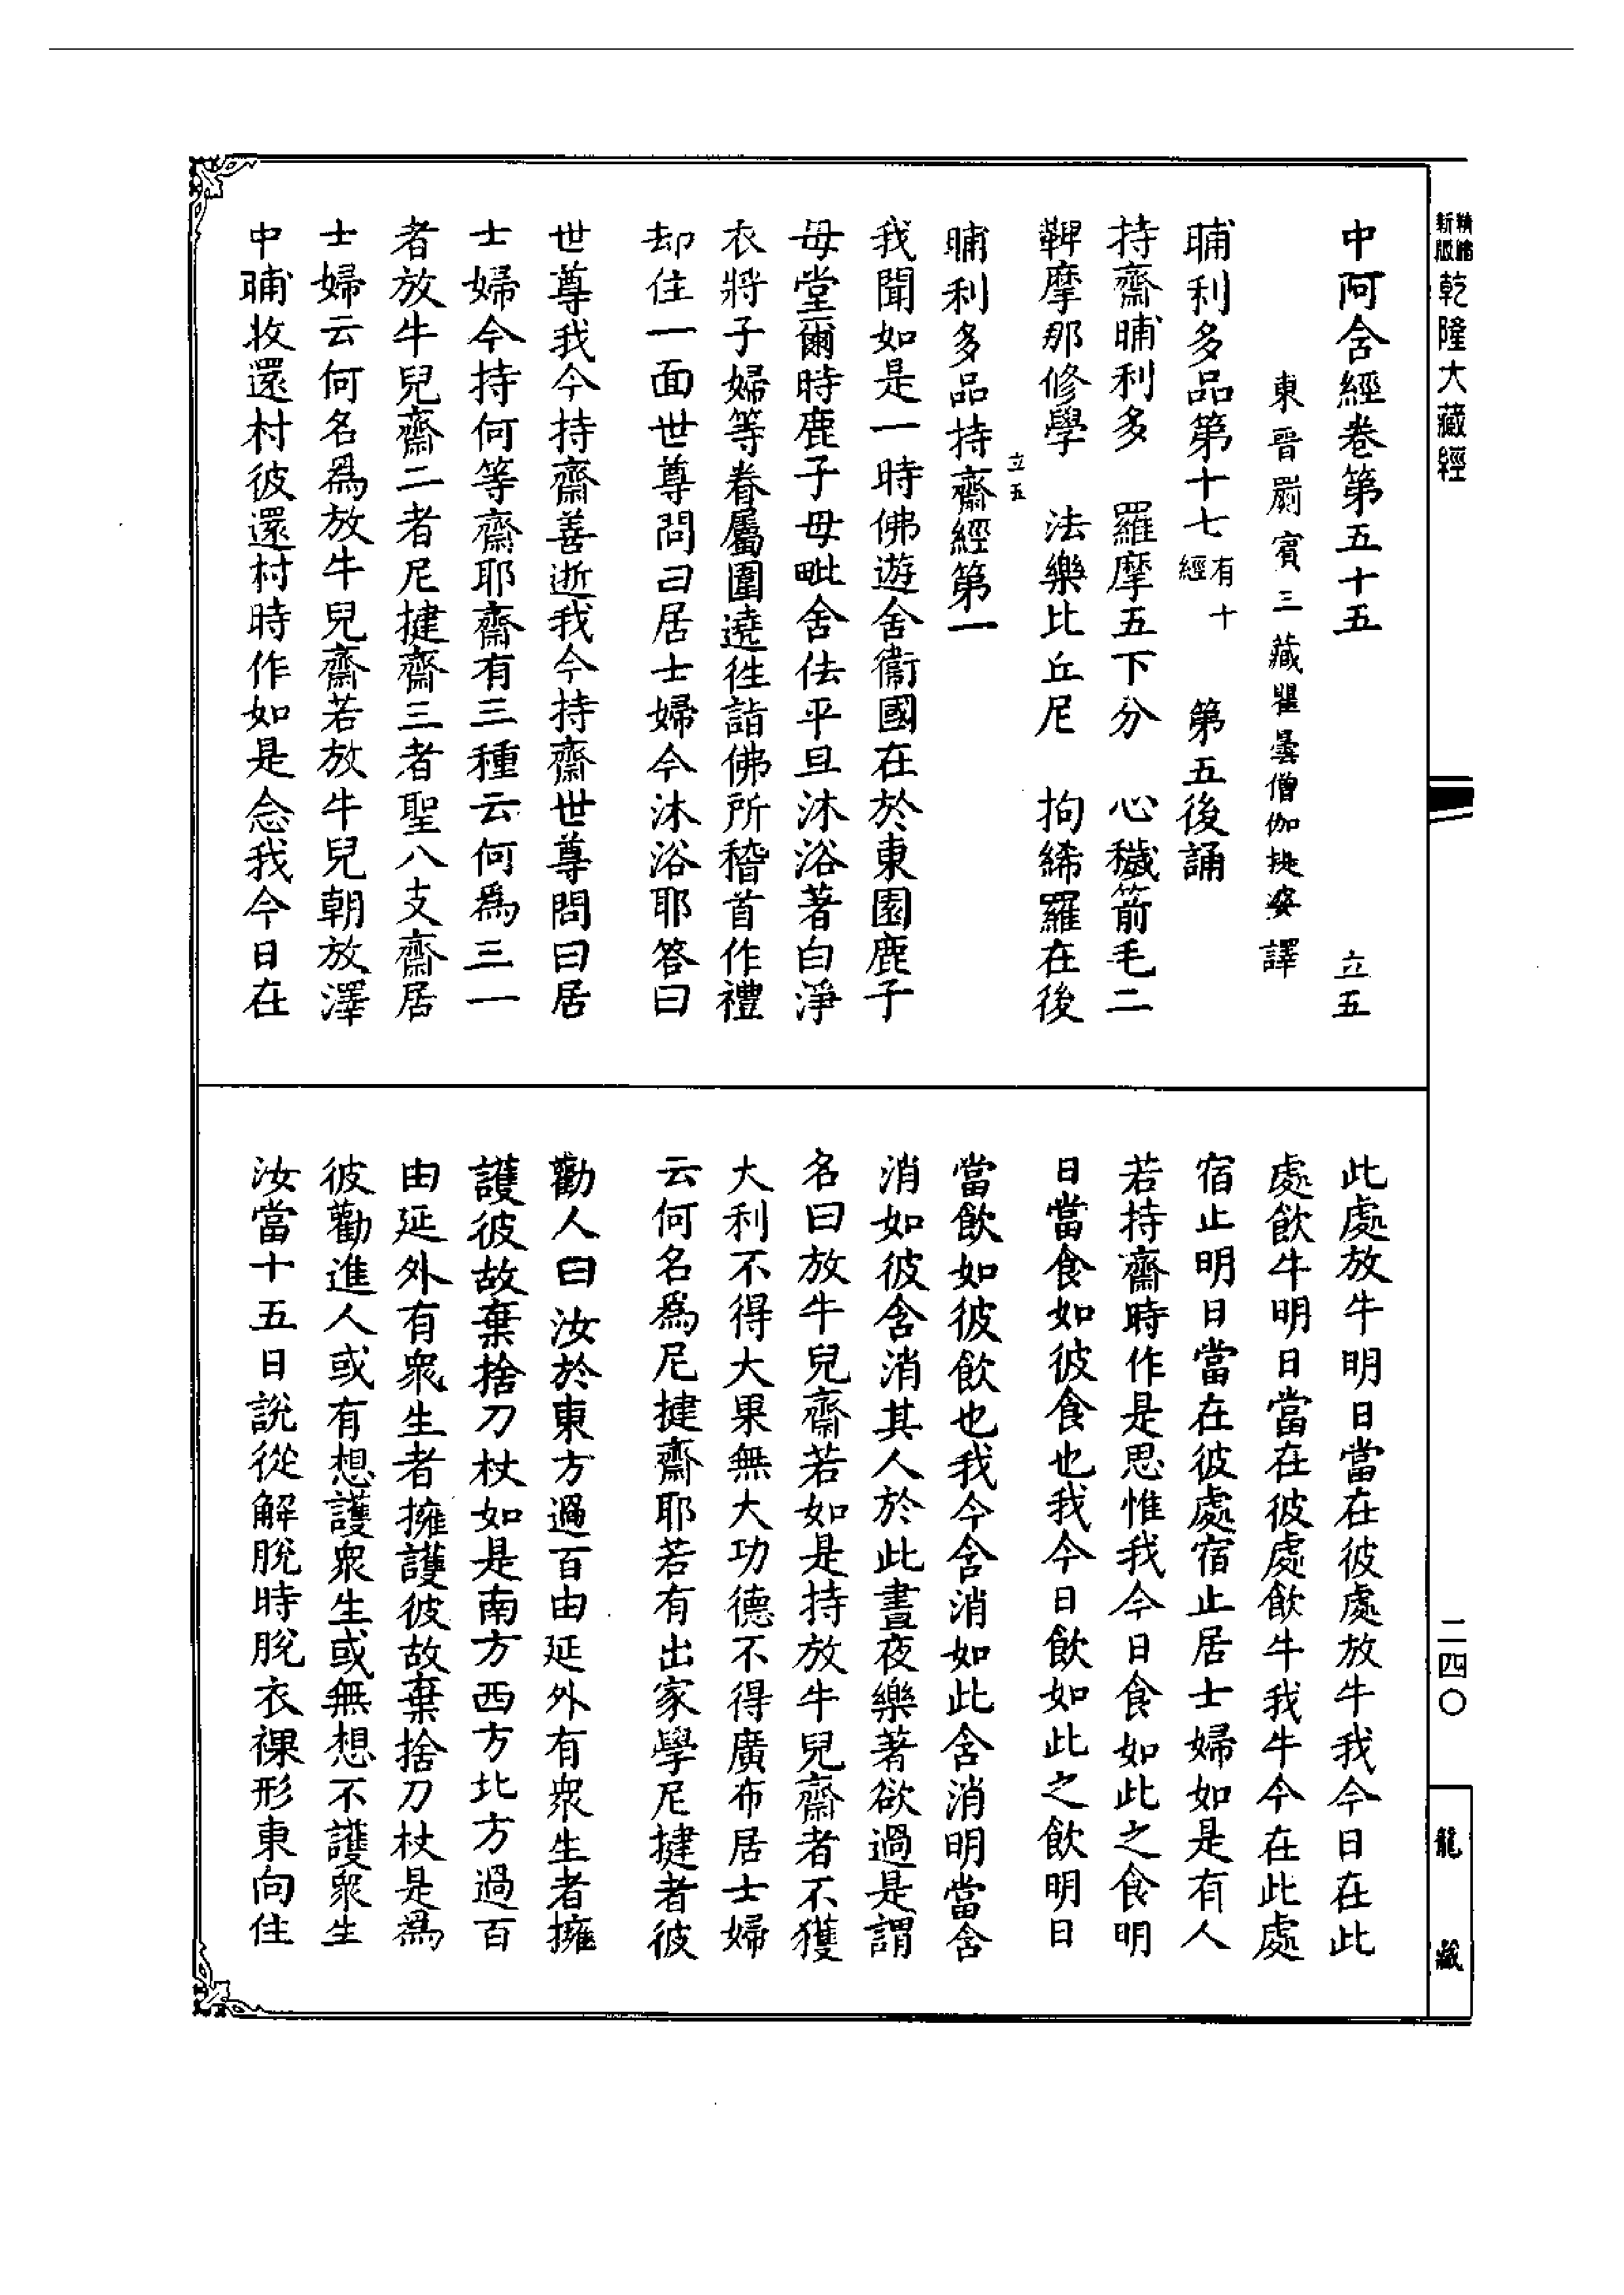 精縮新版乾隆大藏經
二四〇
龍藏
中阿含經卷第五十五 立五
東晉罽賓三藏瞿曇僧伽提婆譯
晡利多品第十七有十經 第五後誦
持齋晡利多 羅摩五下分 心穢箭毛二
鞞摩那修學 法樂比丘尼 拘絺羅在後
立五
晡利多品持齋經第一
我聞如是一時佛遊舍衞國在於東園鹿子
母堂爾時鹿子母毗舍佉平旦沐浴著白淨
衣將子婦等眷屬圍遶徃詣佛所稽首作禮
却住一面世尊問曰居士婦今沐浴耶答曰
世尊我今持齋善逝我今持齋世尊問曰居
士婦今持何等齋耶齋有三種云何爲三一
者放牛兒齋二者尼揵齋三者聖八支齋居
士婦云何名爲放牛兒齋若放牛兒朝放澤
中晡收還村彼還村時作如是念我今日在
此處放牛明日當在彼處放牛我今日在此
處飲牛明日當在彼處飲牛我牛今在此處
宿止明日當在彼處宿止居士婦如是有人
若持齋時作是思惟我今日食如此之食明
日當食如彼食也我今日飲如此之飲明日
當飲如彼飲也我今含消如此含消明當含
消如彼含消其人於此晝夜樂著欲過是謂
名曰放牛兒齋若如是持放牛兒齋者不獲
大利不得大果無大功德不得廣布居士婦
云何名爲尼揵齋耶若有出家學尼揵者彼
勸人曰汝於東方過百由延外有衆生者擁
護彼故棄捨刀杖如是南方西方北方過百
由延外有衆生者擁護彼故棄捨刀杖是爲
彼勸進人或有想護衆生或無想不護衆生
汝當十五日說從解脫時脫衣裸形東向住